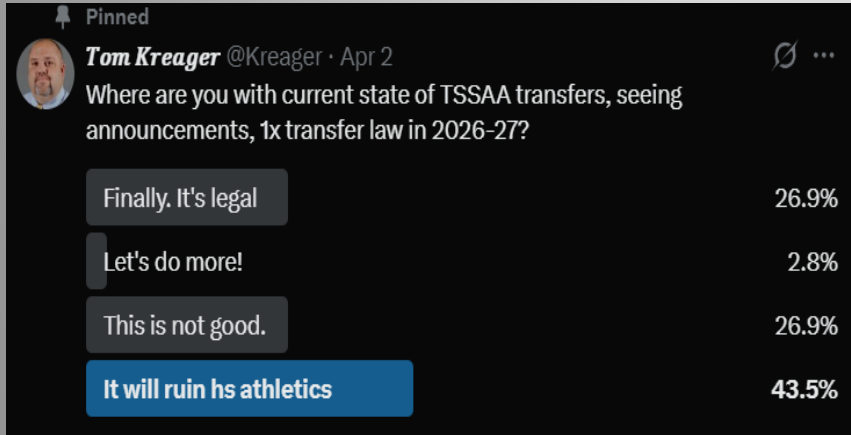 Pinned
Tom Kreager @Kreager · Apr 2
Where are you with current state of TSSAA transfers, seeing
announcements, 1x transfer law in 2026-27?
Finally. It's legal 26.9%
Let's do more! 2.8%
This is not good. 26.9%
It will ruin hs athletics 43.5%